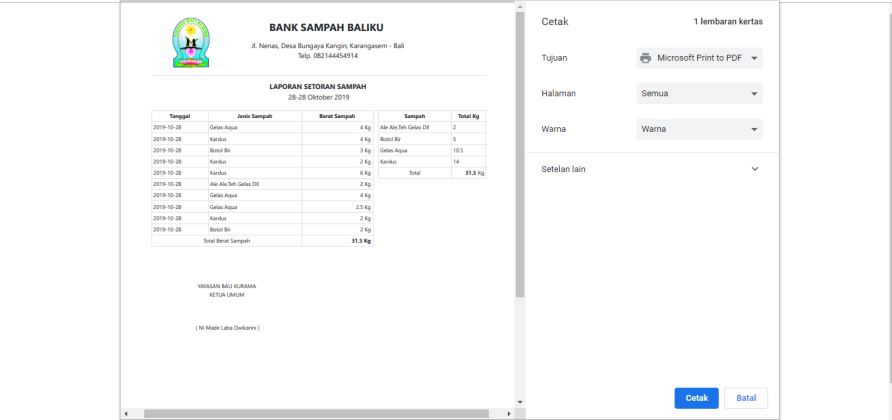 BANK SAMPAH BALIKU
Jl. Nenas, Desa Bungaya Kangin, Karangasem - Bali
Telp. 082144454914
LAPORAN SETORAN SAMPAH
28-28 Oktober 2019
Tanggal Jenis Sampah Berat Sampah
2019-10-28 Gelas Aqua 4 Kg
2019-10-28 Kardus 4 Kg
2019-10-28 Botol Bir 3 Kg
2019-10-28 Kardus 2 Kg
2019-10-28 Kardus 6 Kg
2019-10-28 Ale Ale,Teh Gelas Dll 2 Kg
2019-10-28 Gelas Aqua 4 Kg
2019-10-28 Gelas Aqua 2.5 Kg
2019-10-28 Kardus 2 Kg
2019-10-28 Botol Bir 2 Kg
Total Berat Sampah 31.5 Kg
Sampah Total Kg
Ale Ale,Teh Gelas Dll 2
Botol Bir 5
Gelas Aqua 10.5
Kardus 14
Total 31.5 Kg
YAYASAN BALI KURAMA
KETUA UMUM
( Ni Made Laba Dwikarini )
Cetak 1 lembaran kertas
Tujuan Microsoft Print to PDF
Halaman Semua
Warna Warna
Setelan lain
Cetak Batal